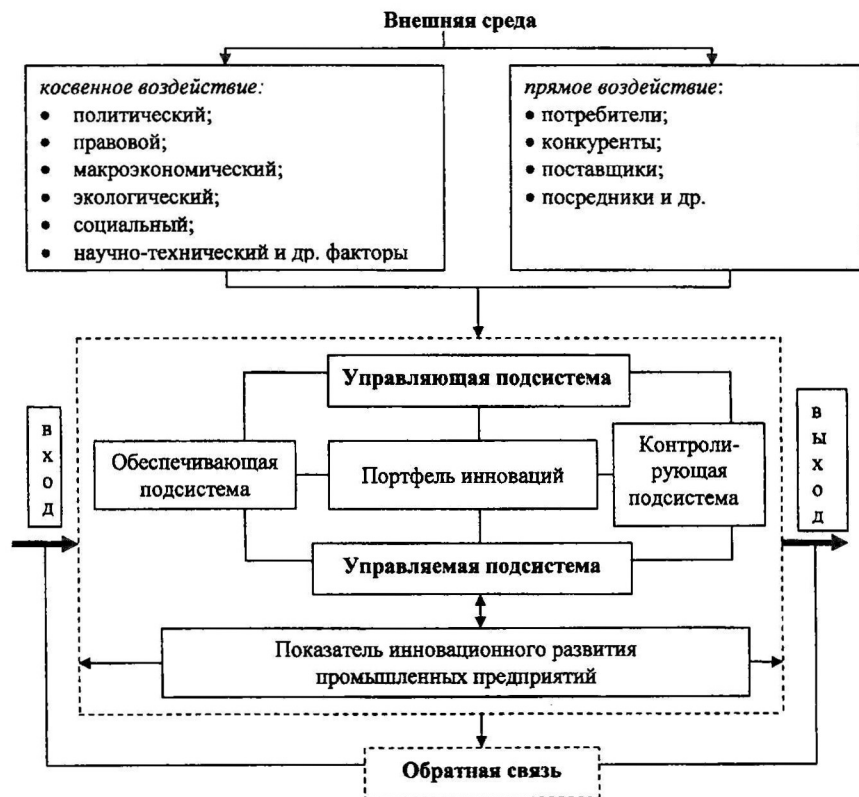 Внешняя среда
косвенное воздействие:
• политический;
• правовой;
• макроэкономический;
• экологический;
• социальный;
• научно-технический и др. факторы
прямое воздействие:
• потребители;
• конкуренты;
• поставщики;
• посредники и др.
Управляющая подсистема
вход
Обеспечивающая
подсистема
Портфель инноваций
Контроли-
рующая
подсистема
выход
Управляемая подсистема
Показатель инновационного развития
промышленных предприятий
Обратная связь